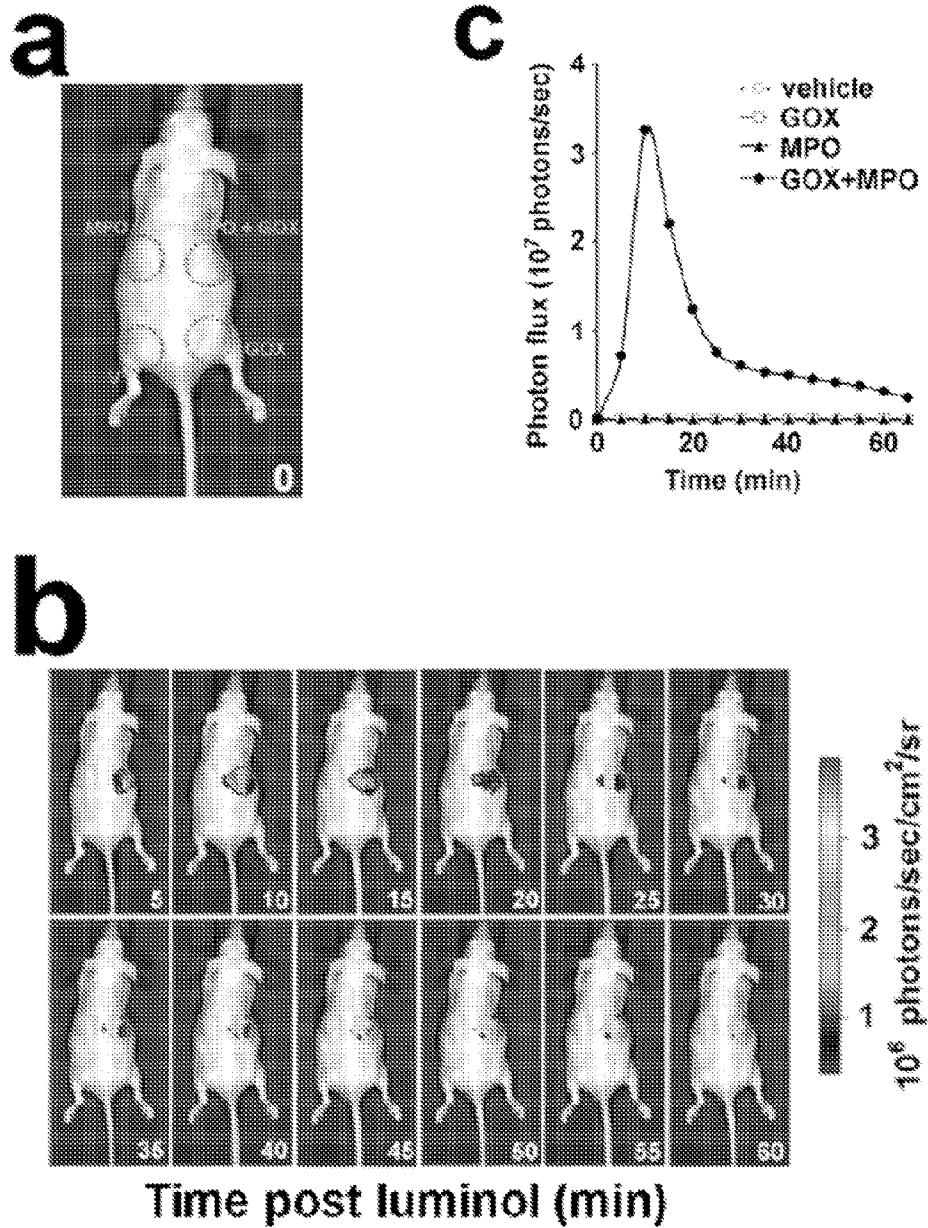 a
MPO
0
c
Photon flux (10⁷ photons/sec)
4
3
2
1
0
vehicle
GOX
MPO
GOX+MPO
0
20
40
60
Time (min)
b
5
10
15
20
25
30
35
40
45
50
55
60
Time post luminol (min)
3
2
1
10⁶ photons/sec/cm²/sr